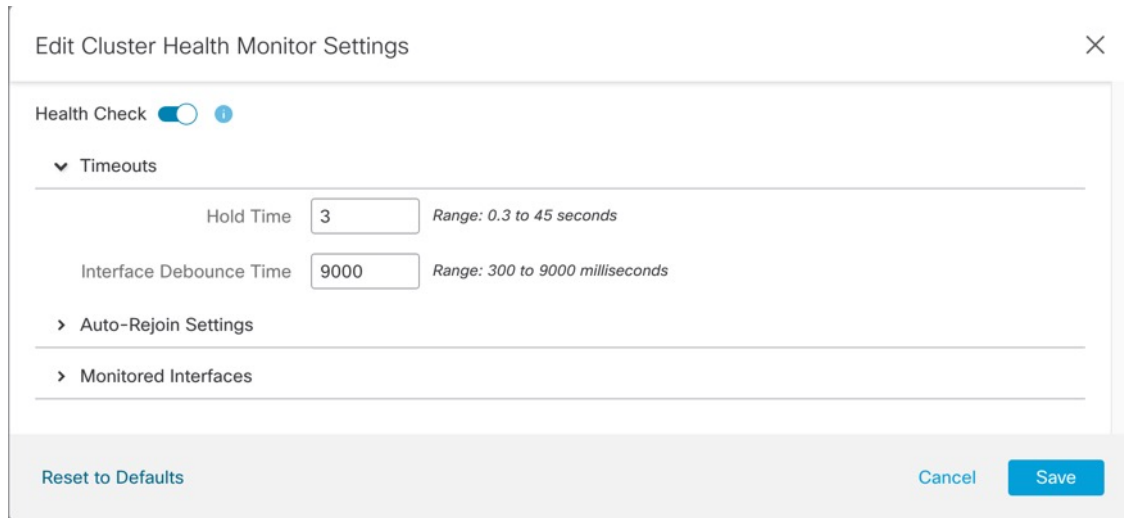 Edit Cluster Health Monitor Settings
Health Check
Timeouts
Hold Time 3 Range: 0.3 to 45 seconds
Interface Debounce Time 9000 Range: 300 to 9000 milliseconds
Auto-Rejoin Settings
Monitored Interfaces
Reset to Defaults Cancel Save